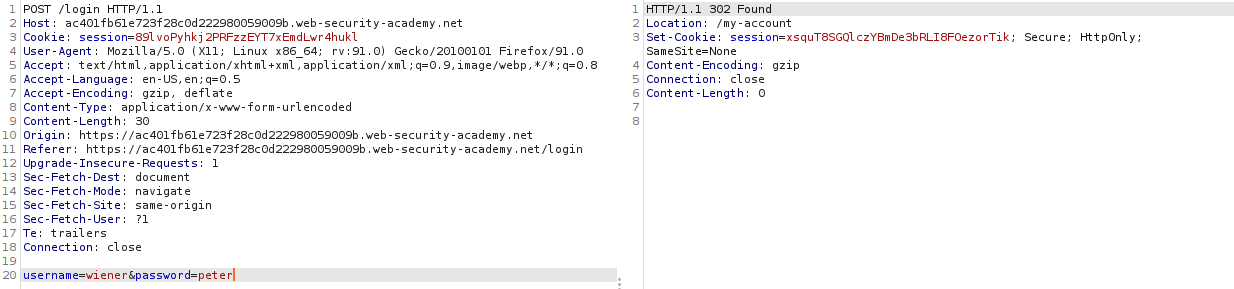 1 POST /login HTTP/1.1
2 Host: ac401fb61e723f28c0d222980059009b.web-security-academy.net
3 Cookie: session=89lvoPyhkj2PRFzzEYT7xEmdLwr4hukl
4 User-Agent: Mozilla/5.0 (X11; Linux x86_64; rv:91.0) Gecko/20100101 Firefox/91.0
5 Accept: text/html,application/xhtml+xml,application/xml;q=0.9,image/webp,*/*;q=0.8
6 Accept-Language: en-US,en;q=0.5
7 Accept-Encoding: gzip, deflate
8 Content-Type: application/x-www-form-urlencoded
9 Content-Length: 30
10 Origin: https://ac401fb61e723f28c0d222980059009b.web-security-academy.net
11 Referer: https://ac401fb61e723f28c0d222980059009b.web-security-academy.net/login
12 Upgrade-Insecure-Requests: 1
13 Sec-Fetch-Dest: document
14 Sec-Fetch-Mode: navigate
15 Sec-Fetch-Site: same-origin
16 Sec-Fetch-User: ?1
17 Te: trailers
18 Connection: close
19
20 username=wiener&password=peter
1 HTTP/1.1 302 Found
2 Location: /my-account
3 Set-Cookie: session=xsquT8SGQlczYBmDe3bRLI8FOezorTik; Secure; HttpOnly;
SameSite=None
4 Content-Encoding: gzip
5 Connection: close
6 Content-Length: 0
7
8